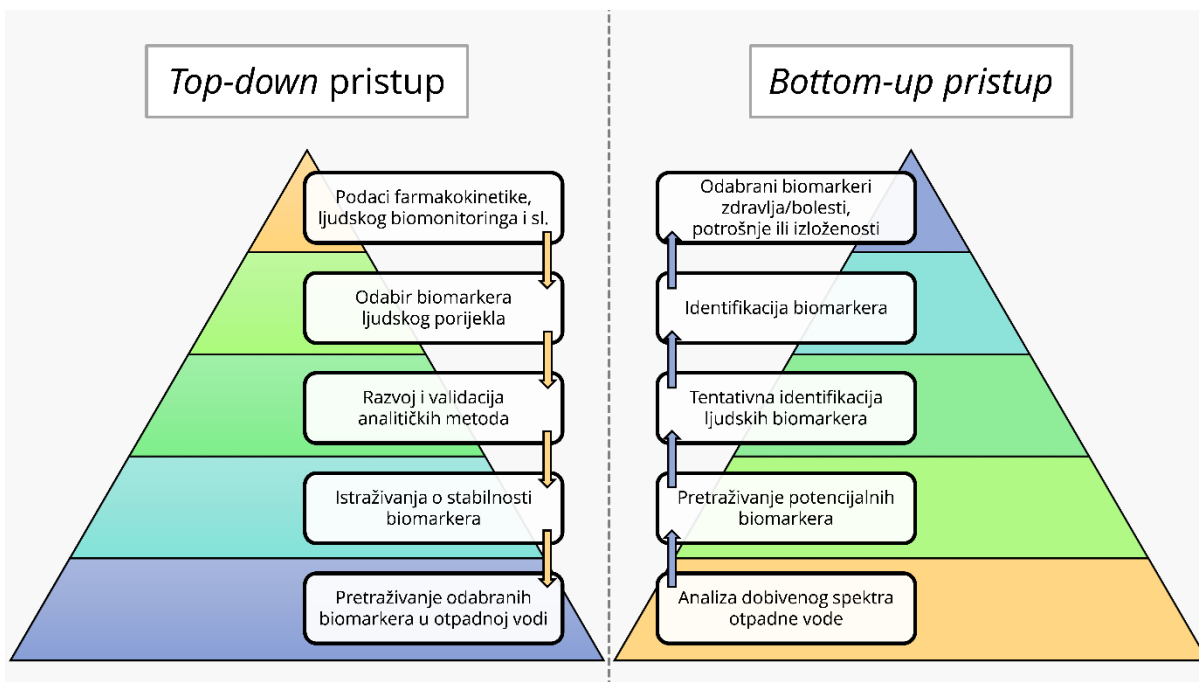 Top-down pristup
Podaci farmakokinetike,
ljudskog biomonitoringa i sl.
Odabir biomarkera
ljudskog porijekla
Razvoj i validacija
analitičkih metoda
Istraživanja o stabilnosti
biomarkera
Pretraživanje odabranih
biomarkera u otpadnoj vodi
Bottom-up pristup
Odabrani biomarkeri
zdravlja/bolesti,
potrošnje ili izloženosti
Identifikacija biomarkera
Tentativna identifikacija
ljudskih biomarkera
Pretraživanje potencijalnih
biomarkera
Analiza dobivenog spektra
otpadne vode